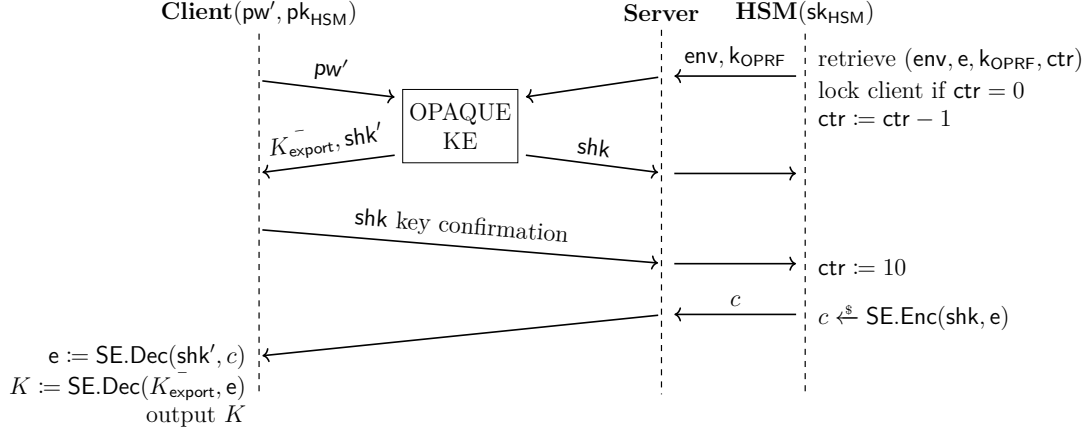 Client(pw′, pk_HSM) Server HSM(sk_HSM)
env, k_OPRF retrieve (env, e, k_OPRF, ctr)
pw′
lock client if ctr = 0
OPAQUE
KE
ctr := ctr − 1
K‾_export, shk′ shk
shk key confirmation
ctr := 10
c c ←$ SE.Enc(shk, e)
e := SE.Dec(shk′, c)
K := SE.Dec(K‾_export, e)
output K